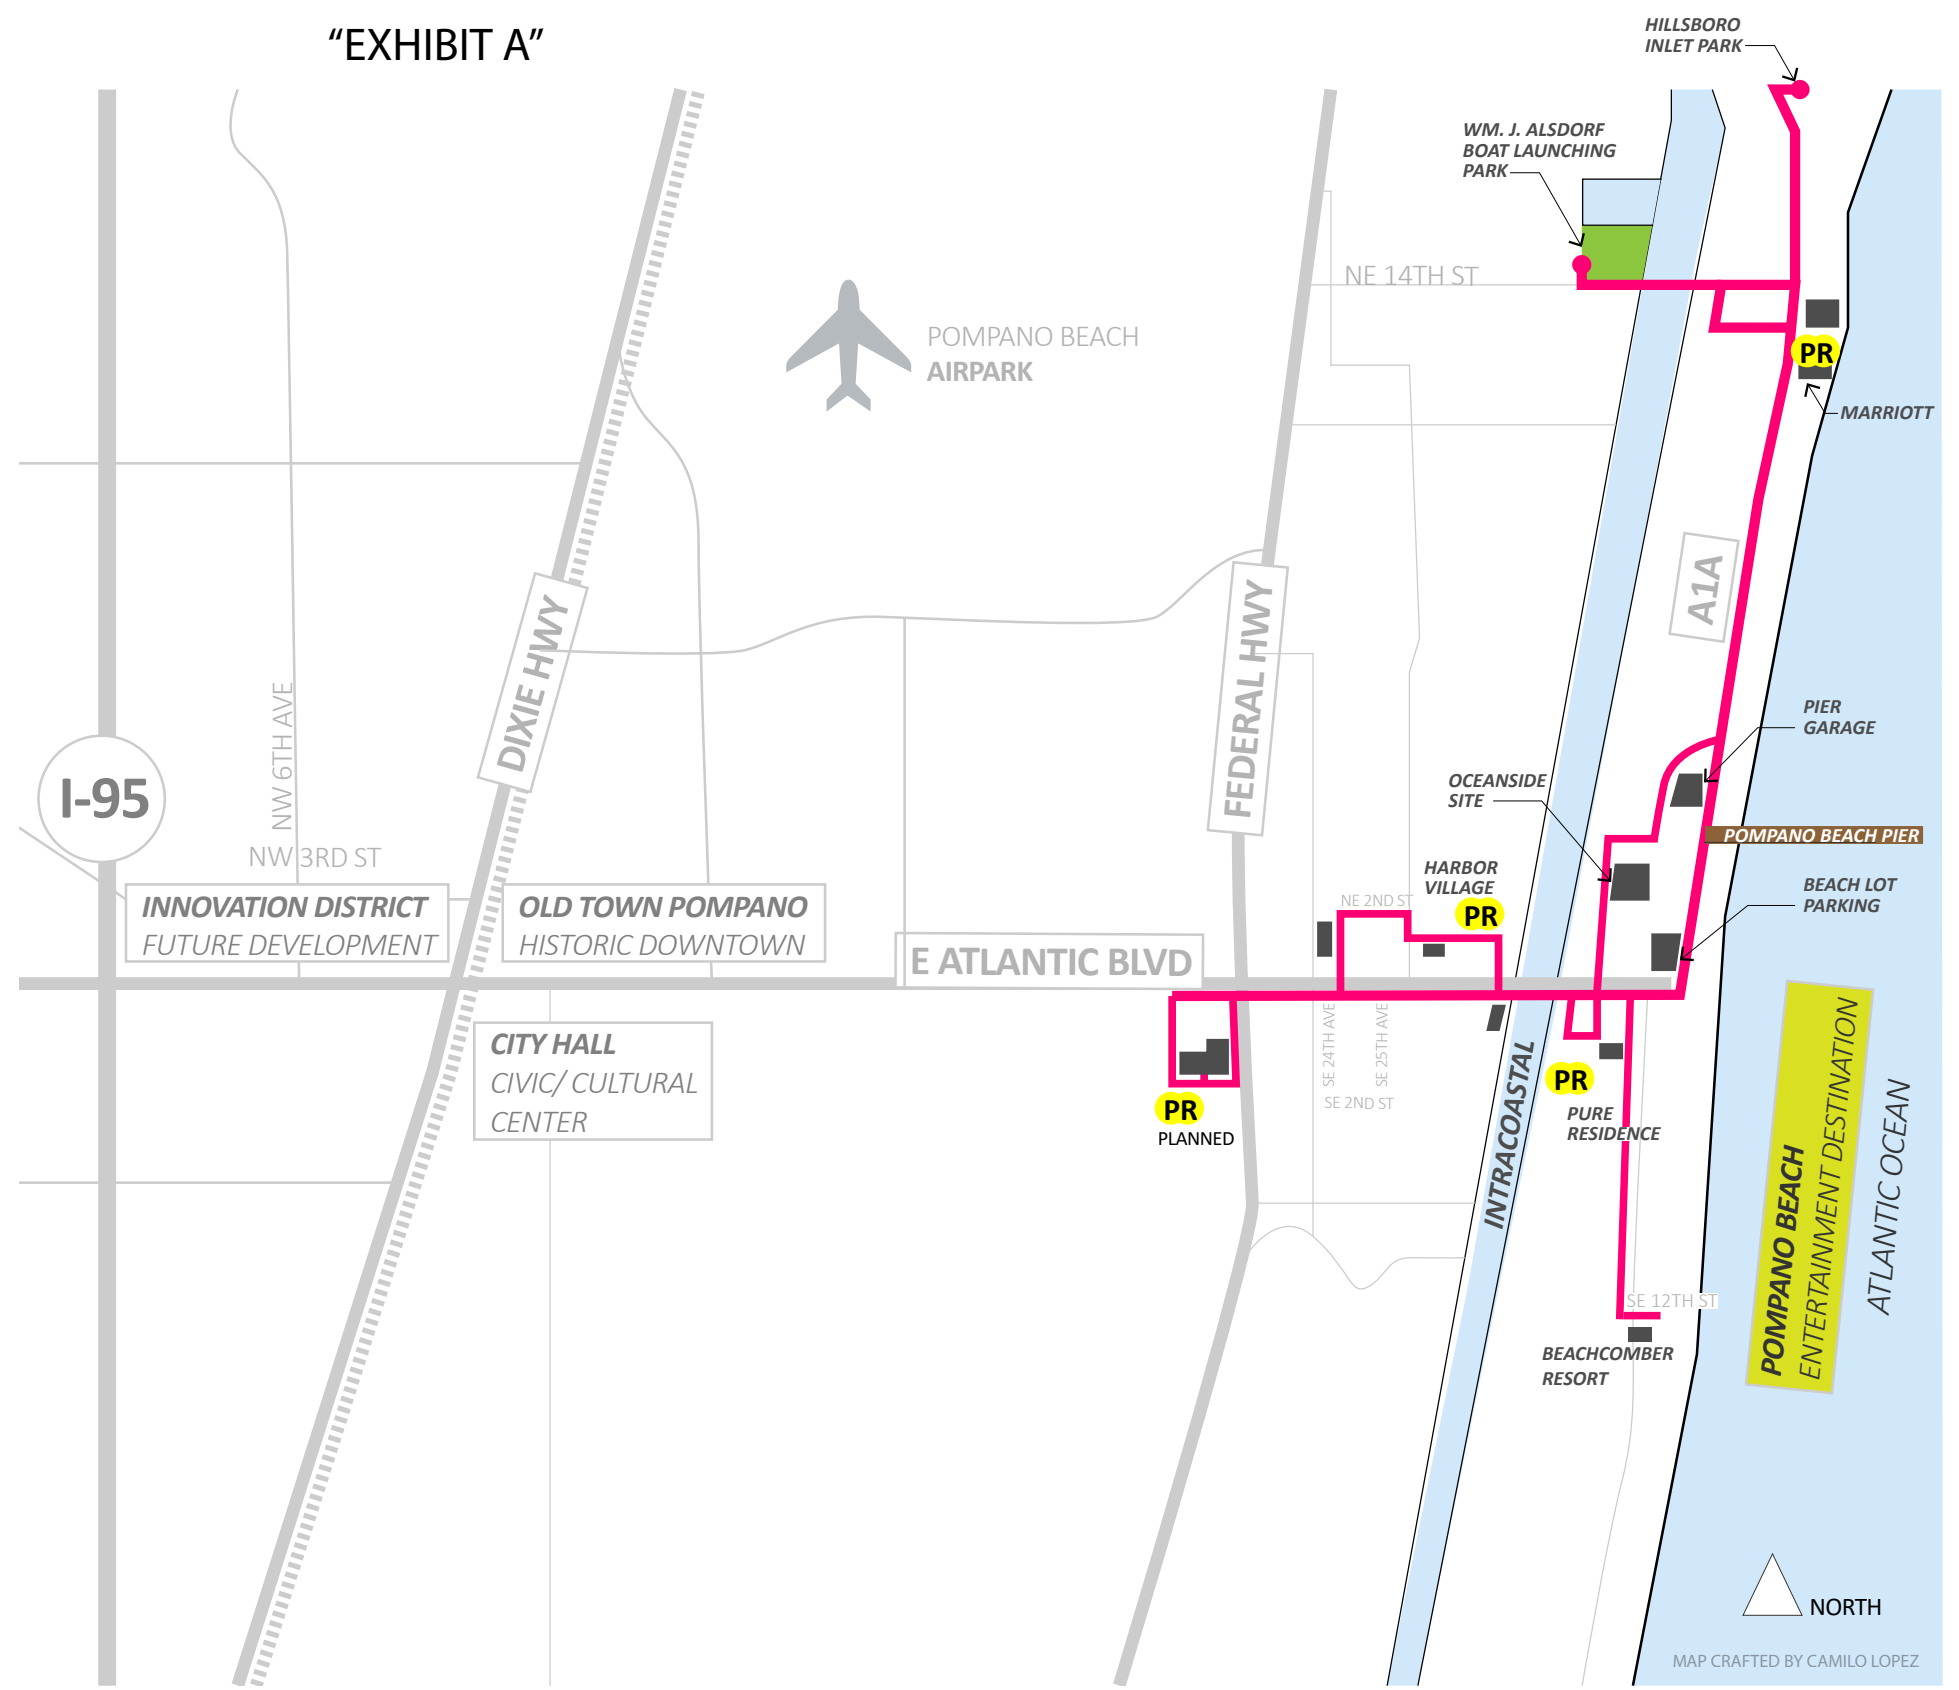 “EXHIBIT A”
HILLSBORO
INLET PARK
WM. J. ALSDORF
BOAT LAUNCHING
PARK
NE 14TH ST
POMPANO BEACH
AIRPARK
PR
MARRIOTT
A1A
DIXIE HWY
FEDERAL HWY
NW 6TH AVE
I-95
NW 3RD ST
PIER
GARAGE
OCEANSIDE
SITE
POMPANO BEACH PIER
HARBOR
VILLAGE
BEACH LOT
PARKING
INNOVATION DISTRICT
FUTURE DEVELOPMENT
OLD TOWN POMPANO
HISTORIC DOWNTOWN
NE 2ND ST
PR
E ATLANTIC BLVD
CITY HALL
CIVIC/ CULTURAL
CENTER
SE 24TH AVE
SE 25TH AVE
SE 2ND ST
PR
PLANNED
PR
PURE
RESIDENCE
INTRACOASTAL
POMPANO BEACH
ENTERTAINMENT DESTINATION
ATLANTIC OCEAN
SE 12TH ST
BEACHCOMBER
RESORT
NORTH
MAP CRAFTED BY CAMILO LOPEZ